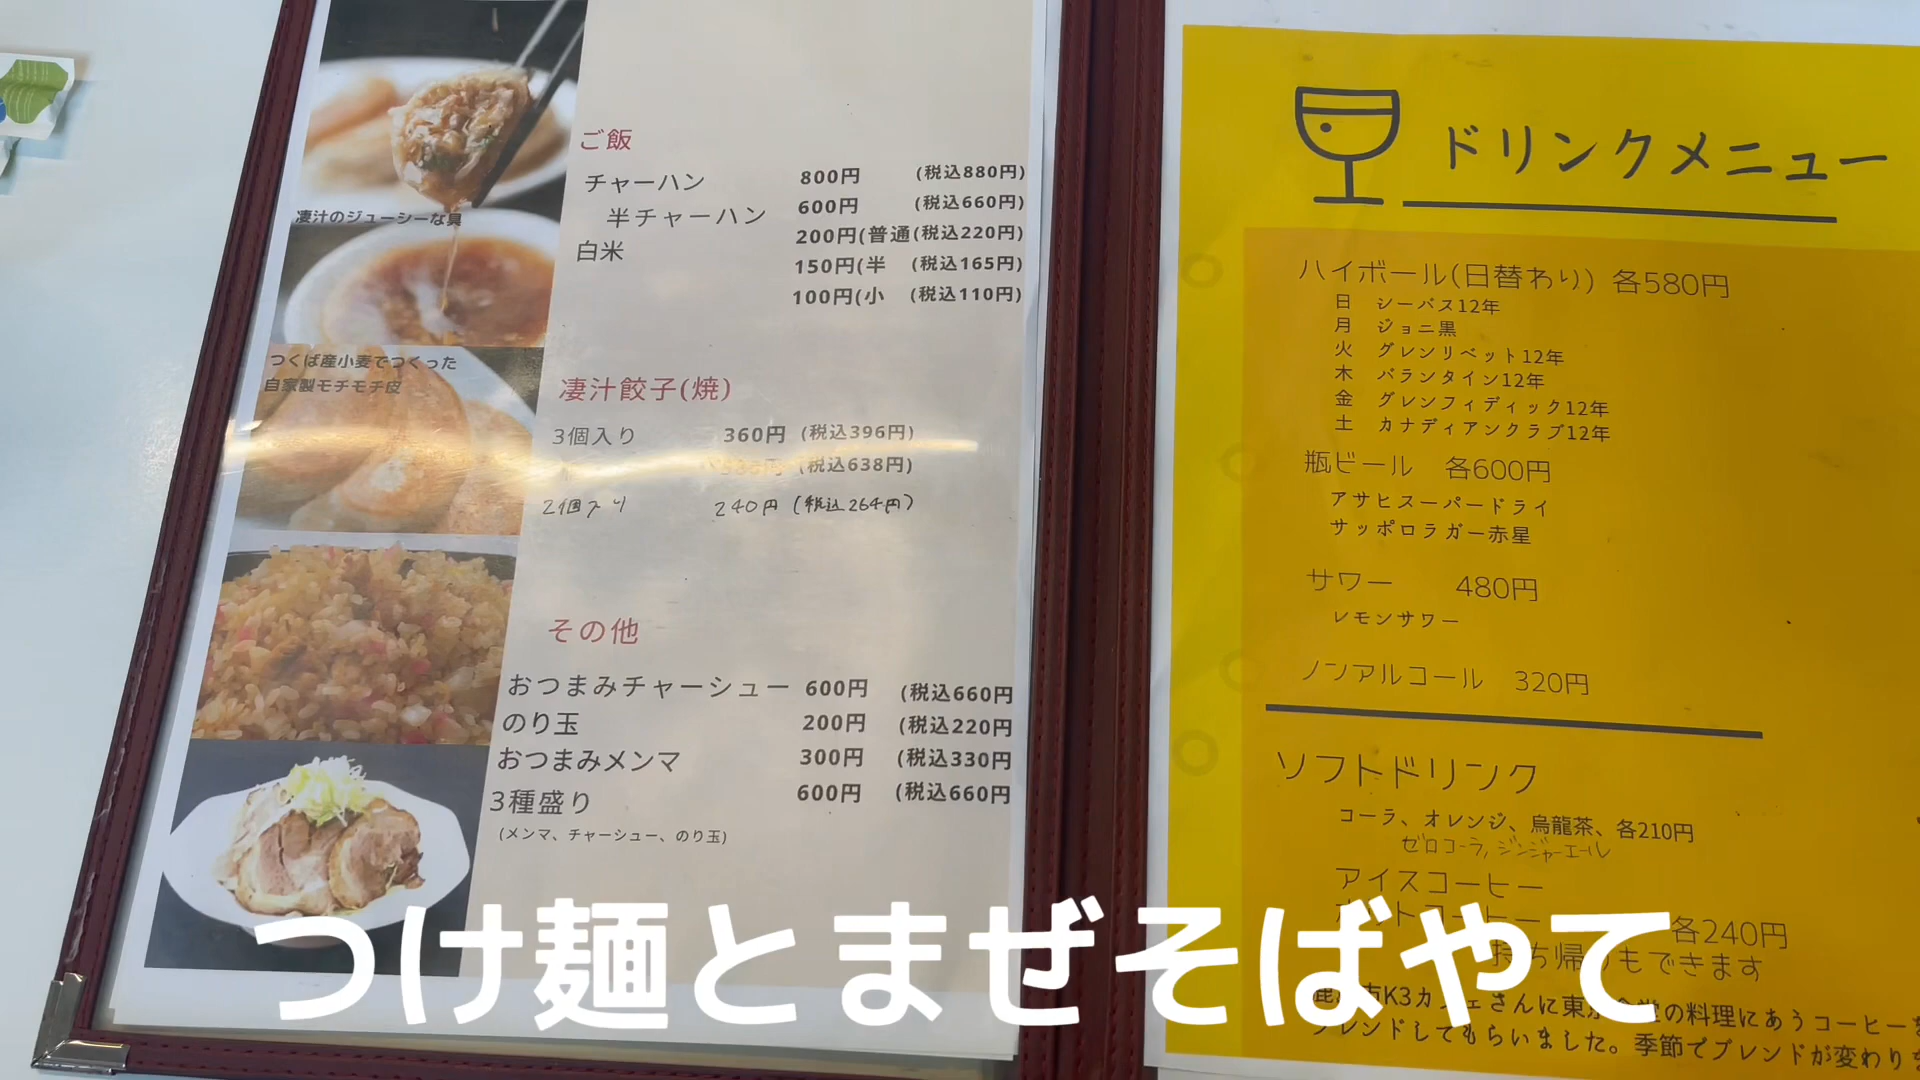 凄汁のジューシーな具
つくば産小麦でつくった
自家製モチモチ皮
ご飯
チャーハン 800円 (税込880円)
半チャーハン 600円 (税込660円)
白米 200円(普通(税込220円)
150円(半 (税込165円)
100円(小 (税込110円)
凄汁餃子(焼)
3個入り 360円 (税込396円)
(税込638円)
2個入り 240円 (税込264円)
その他
おつまみチャーシュー 600円 (税込660円
のり玉 200円 (税込220円
おつまみメンマ 300円 (税込330円
3種盛り 600円 (税込660円
(メンマ、チャーシュー、のり玉)
ドリンクメニュー
ハイボール(日替わり) 各580円
日 シーバス12年
月 ジョニ黒
火 グレンリベット12年
木 バランタイン12年
金 グレンフィディック12年
土 カナディアンクラブ12年
瓶ビール 各600円
アサヒスーパードライ
サッポロラガー赤星
サワー 480円
レモンサワー
ノンアルコール 320円
ソフトドリンク
コーラ、オレンジ、烏龍茶、各210円
ゼロコーラ, ジンジャーエール
アイスコーヒー
ホットコーヒー 各240円
持ち帰りもできます
市K3カフェさんに東 堂の料理にあうコーヒーを
ブレンドしてもらいました。季節でブレンドが変わりま
つけ麺とまぜそばやて